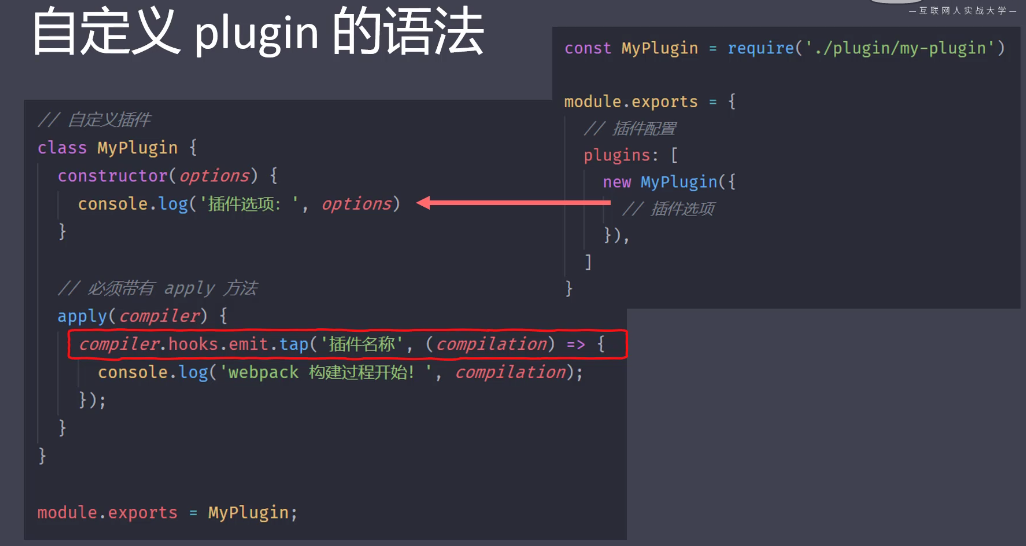 自定义 plugin 的语法
—互联网人实战大学—
const MyPlugin = require('./plugin/my-plugin')
module.exports = {
// 插件配置
plugins: [
new MyPlugin({
// 插件选项
}),
]
}
// 自定义插件
class MyPlugin {
constructor(options) {
console.log('插件选项：', options)
}
// 必须带有 apply 方法
apply(compiler) {
compiler.hooks.emit.tap('插件名称', (compilation) => {
console.log('webpack 构建过程开始！', compilation);
});
}
}
module.exports = MyPlugin;